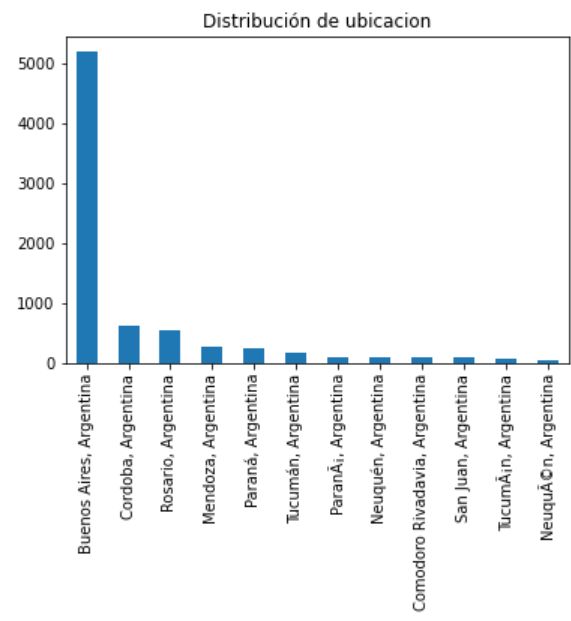 Distribución de ubicacion
5000
4000
3000
2000
1000
0
Buenos Aires, Argentina
Cordoba, Argentina
Rosario, Argentina
Mendoza, Argentina
Paraná, Argentina
Tucumán, Argentina
ParanÃ¡, Argentina
Neuquén, Argentina
Comodoro Rivadavia, Argentina
San Juan, Argentina
TucumÃ¡n, Argentina
NeuquÃ©n, Argentina